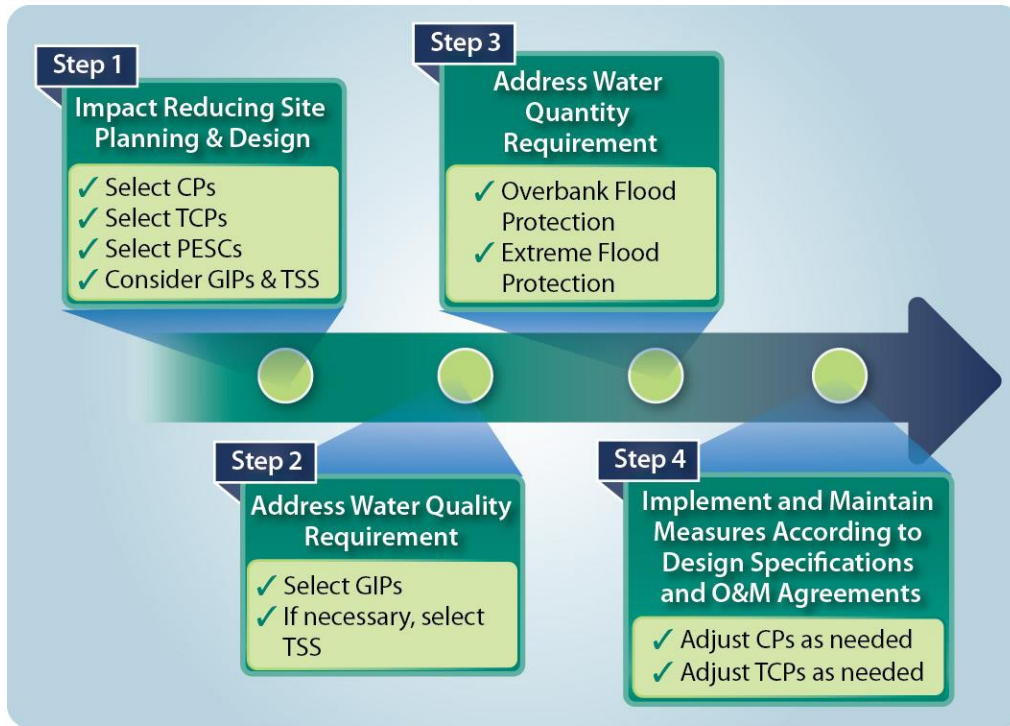 Step 1
Impact Reducing Site
Planning & Design
✓ Select CPs
✓ Select TCPs
✓ Select PESCs
✓ Consider GIPs & TSS
Step 2
Address Water Quality
Requirement
✓ Select GIPs
✓ If necessary, select
TSS
Step 3
Address Water
Quantity
Requirement
✓ Overbank Flood
Protection
✓ Extreme Flood
Protection
Step 4
Implement and Maintain
Measures According to
Design Specifications
and O&M Agreements
✓ Adjust CPs as needed
✓ Adjust TCPs as needed